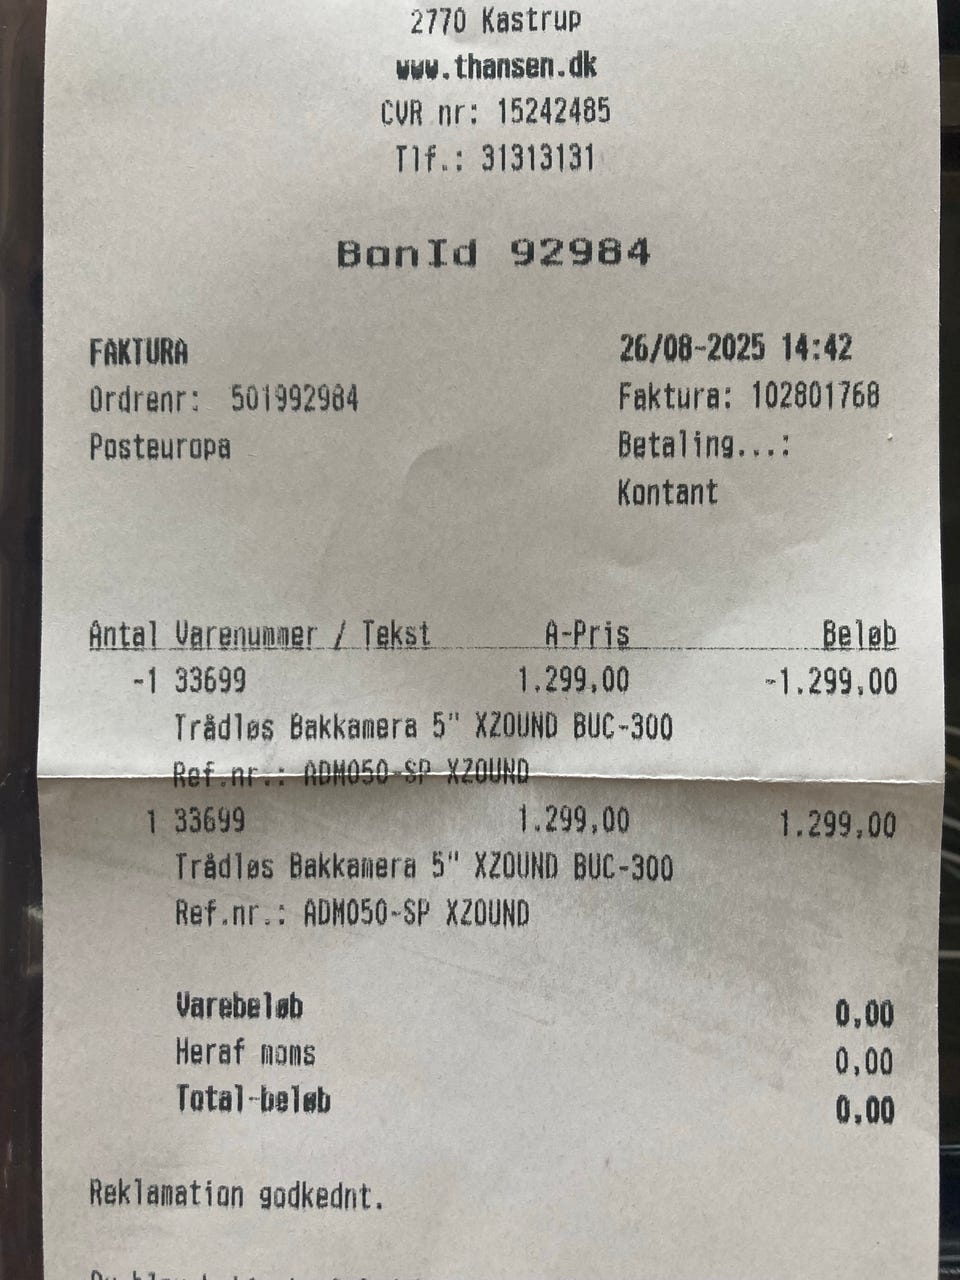 2770 Kastrup
www.thansen.dk
CVR nr: 15242485
Tlf.: 31313131
BonId 92984
FAKTURA 26/08-2025 14:42
Ordrenr: 501992984 Faktura: 102801768
Posteuropa Betaling...:
Kontant
Antal Varenummer / Tekst A-Pris Beløb
-1 33699 1.299,00 -1.299,00
Trådløs Bakkamera 5" XZOUND BUC-300
Ref.nr.: ADM050-SP XZOUND
1 33699 1.299,00 1.299,00
Trådløs Bakkamera 5" XZOUND BUC-300
Ref.nr.: ADM050-SP XZOUND
Varebeløb 0,00
Heraf moms 0,00
Total-beløb 0,00
Reklamation godkednt.